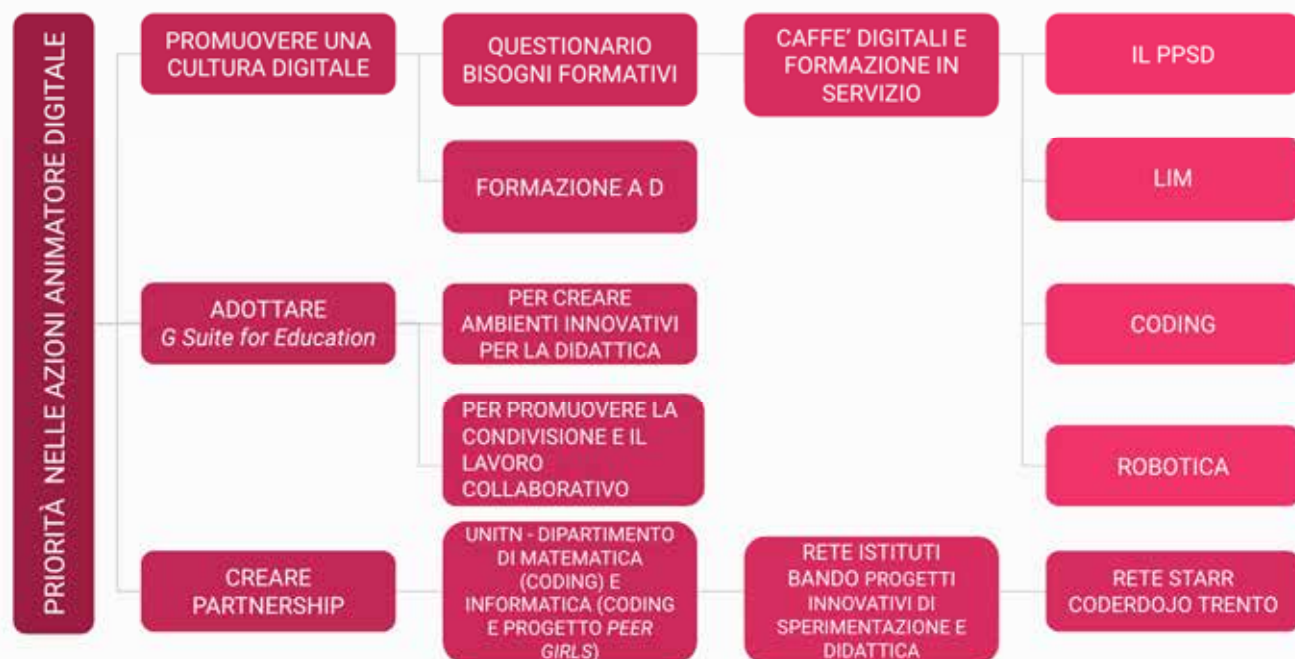 PRIORITÀ NELLE AZIONI ANIMATORE DIGITALE
PROMUOVERE UNA
CULTURA DIGITALE
QUESTIONARIO
BISOGNI FORMATIVI
CAFFE' DIGITALI E
FORMAZIONE IN
SERVIZIO
IL PPSD
FORMAZIONE A D
LIM
ADOTTARE
G Suite for Education
PER CREARE
AMBIENTI INNOVATIVI
PER LA DIDATTICA
CODING
PER PROMUOVERE LA
CONDIVISIONE E IL
LAVORO
COLLABORATIVO
ROBOTICA
CREARE
PARTNERSHIP
UNITN - DIPARTIMENTO
DI MATEMATICA
(CODING) E
INFORMATICA (CODING
E PROGETTO PEER
GIRLS)
RETE ISTITUTI
BANDO PROGETTI
INNOVATIVI DI
SPERIMENTAZIONE E
DIDATTICA
RETE STARR
CODERDOJO TRENTO